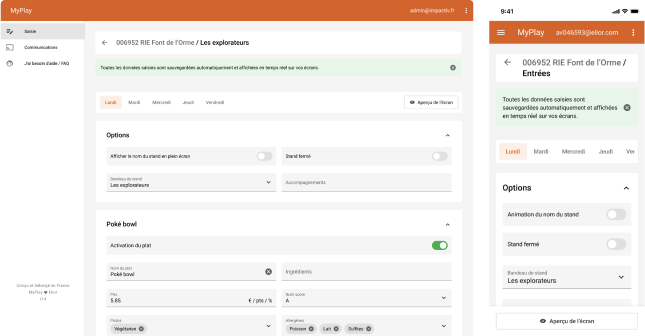 MyPlay
admin@impactiv.fr
Saisie
Communications
J'ai besoin d'aide / FAQ
Conçu et hébergé en France
MyPlay
Elior
006952 RIE Font de l'Orme / Les explorateurs
Toutes les données saisies sont sauvegardées automatiquement et affichées en temps réel sur vos écrans.
Lundi Mardi Mercredi Jeudi Vendredi
Aperçu de l'écran
Options
Afficher le nom du stand en plein écran
Stand fermé
Bandeau de stand
Les explorateurs
Accompagnements
Poké bowl
Activation du plat
Nom du plat
Poké bowl
Ingrédients
Prix
5.85
€ / pts / %
Nutri-score
A
Picto
Végétarien
Allergènes
Poisson Lait Sulfites
9:41
MyPlay
av046593@elior.com
006952 RIE Font de l'Orme /
Entrées
Toutes les données saisies sont
sauvegardées automatiquement et affichées
en temps réel sur vos écrans.
Lundi Mardi Mercredi Jeudi Ver
Options
Animation du nom du stand
Stand fermé
Bandeau de stand
Les explorateurs
Aperçu de l'écran